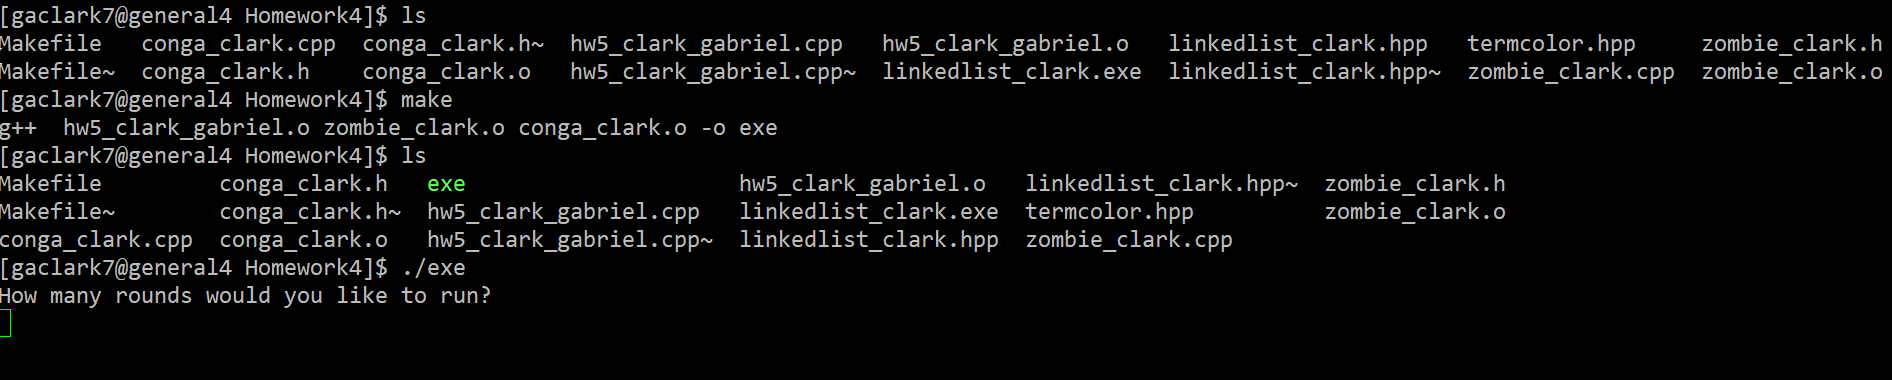 [gaclark7@general4 Homework4]$ ls
Makefile   conga_clark.cpp  conga_clark.h~  hw5_clark_gabriel.cpp   hw5_clark_gabriel.o   linkedlist_clark.hpp   termcolor.hpp     zombie_clark.h
Makefile~  conga_clark.h    conga_clark.o   hw5_clark_gabriel.cpp~  linkedlist_clark.exe  linkedlist_clark.hpp~  zombie_clark.cpp  zombie_clark.o
[gaclark7@general4 Homework4]$ make
g++  hw5_clark_gabriel.o zombie_clark.o conga_clark.o -o exe
[gaclark7@general4 Homework4]$ ls
Makefile         conga_clark.h   exe                     hw5_clark_gabriel.o   linkedlist_clark.hpp~  zombie_clark.h
Makefile~        conga_clark.h~  hw5_clark_gabriel.cpp   linkedlist_clark.exe  termcolor.hpp          zombie_clark.o
conga_clark.cpp  conga_clark.o   hw5_clark_gabriel.cpp~  linkedlist_clark.hpp  zombie_clark.cpp
[gaclark7@general4 Homework4]$ ./exe
How many rounds would you like to run?